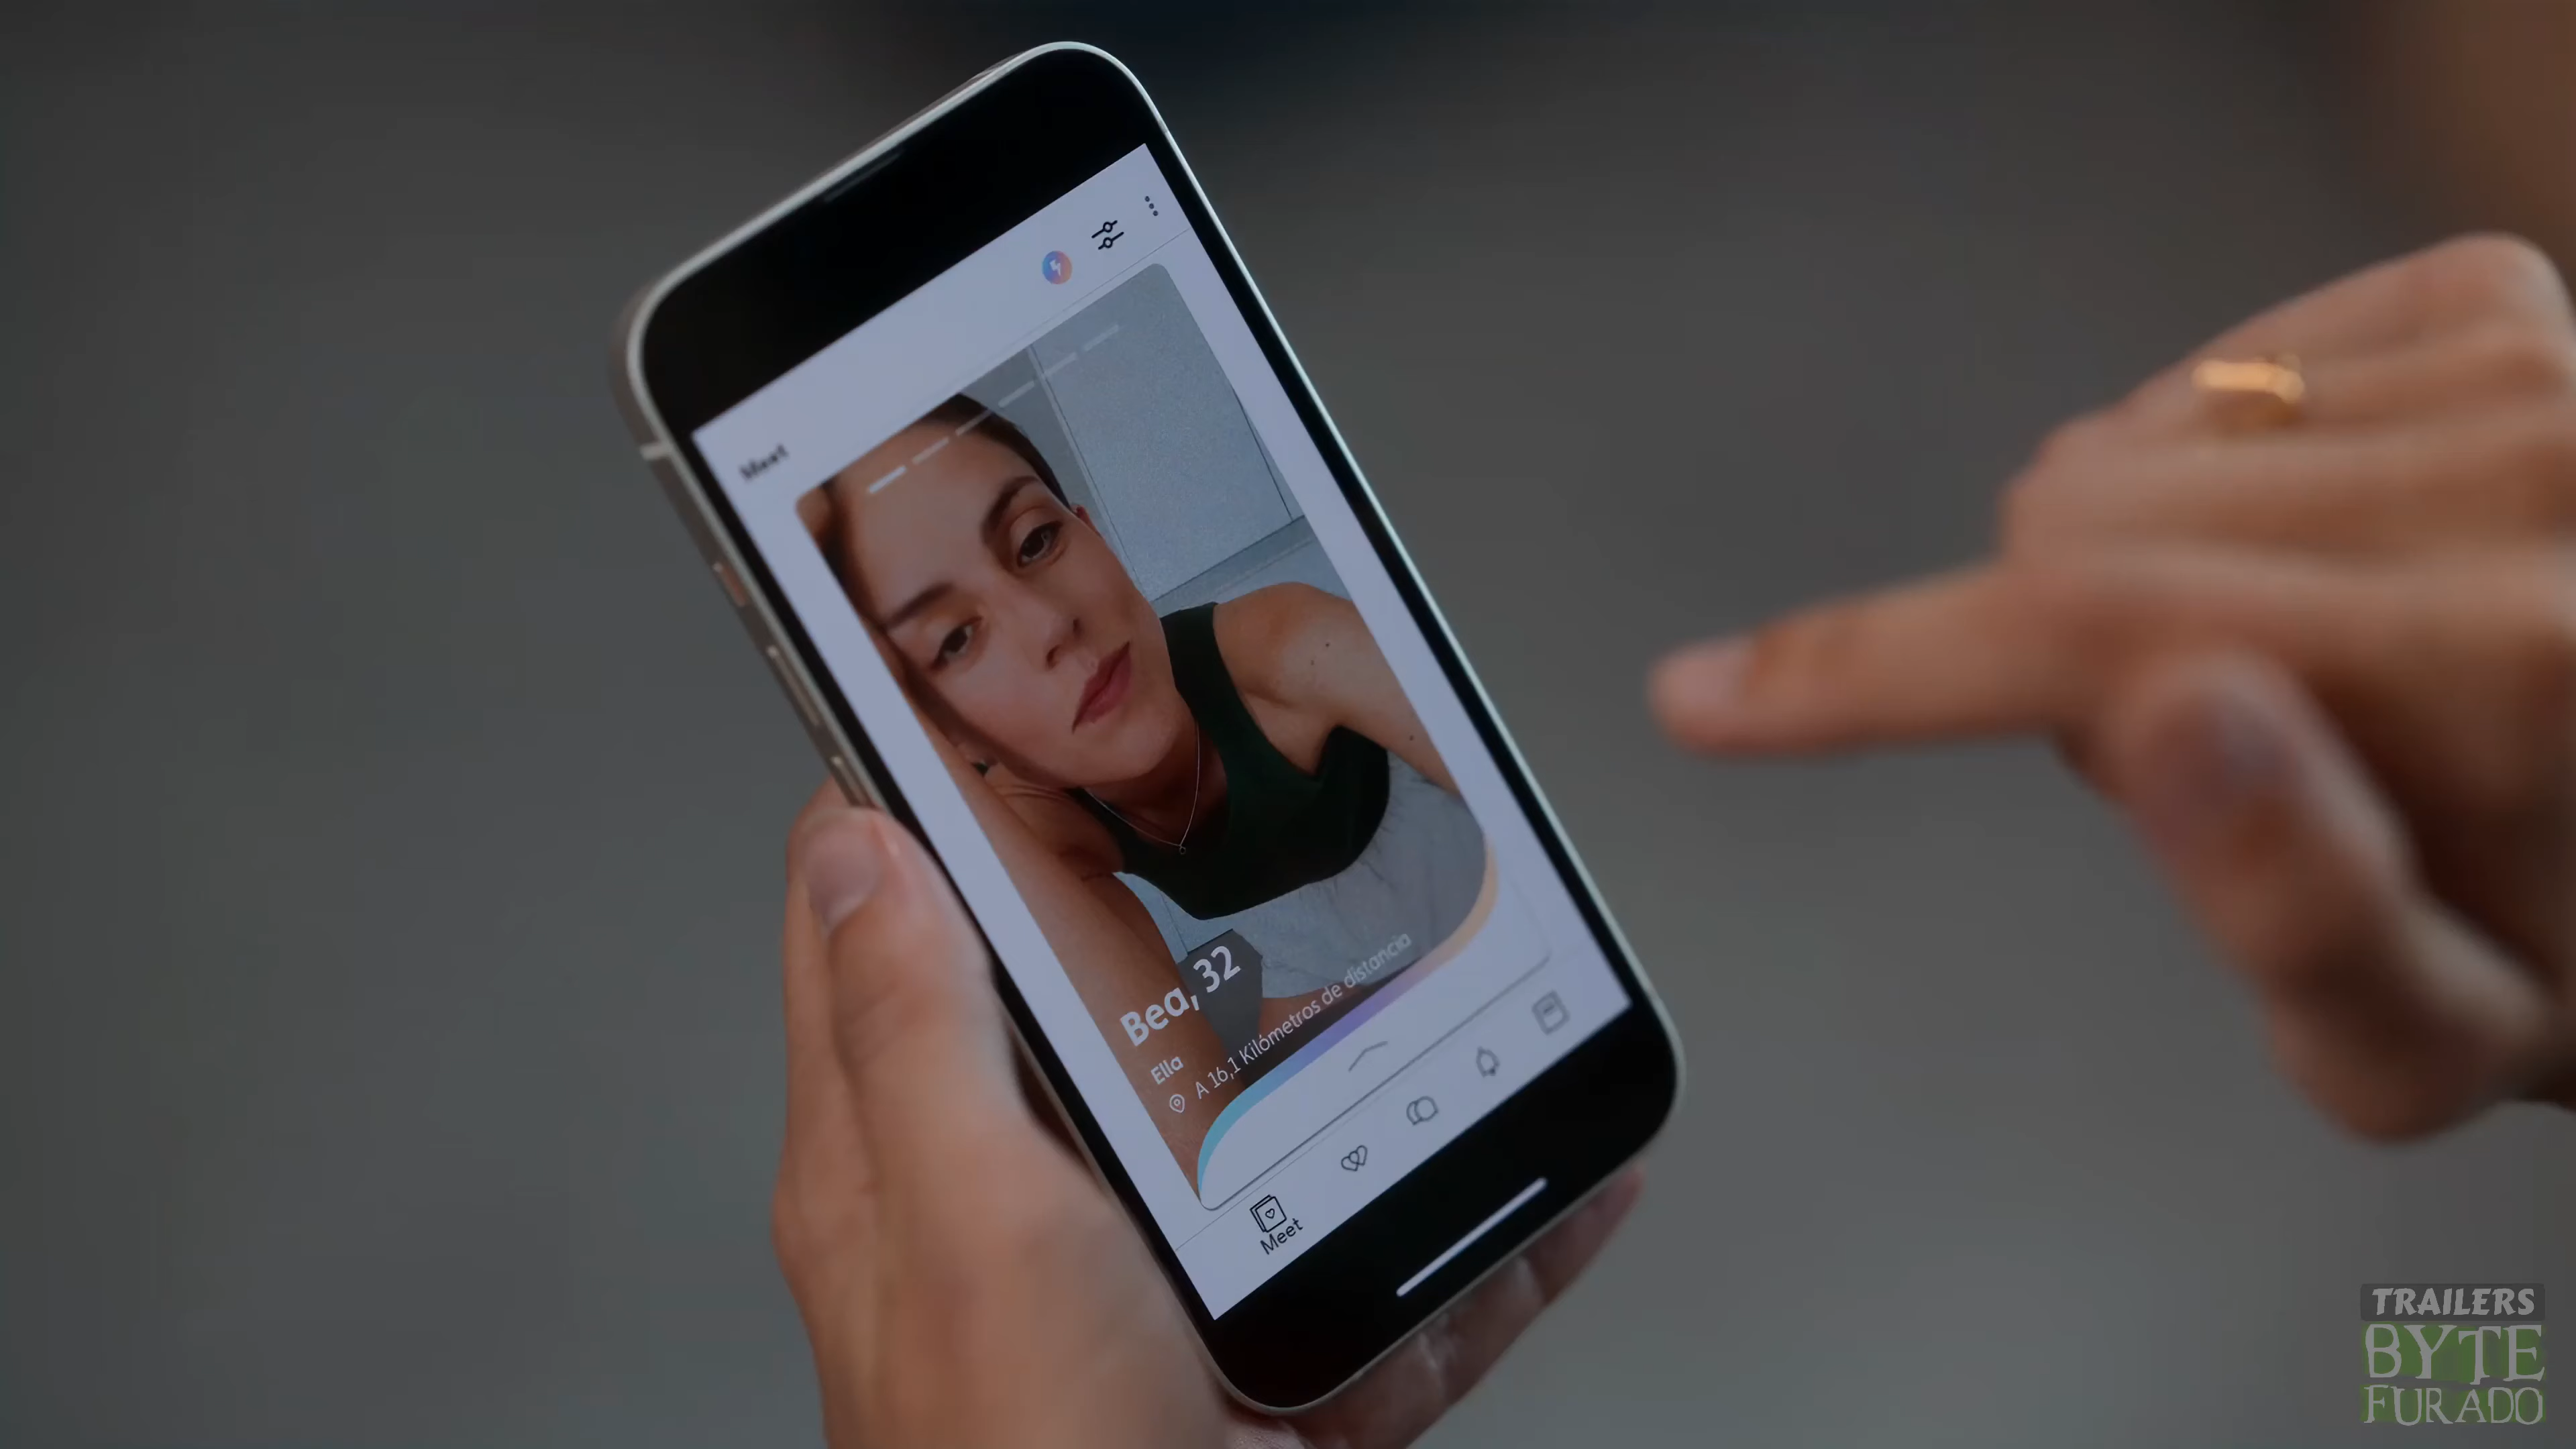 Meet
Bea, 32
Ella
A 16,1 Kilómetros de distancia
Meet
TRAILERS
BYTE
FURADO